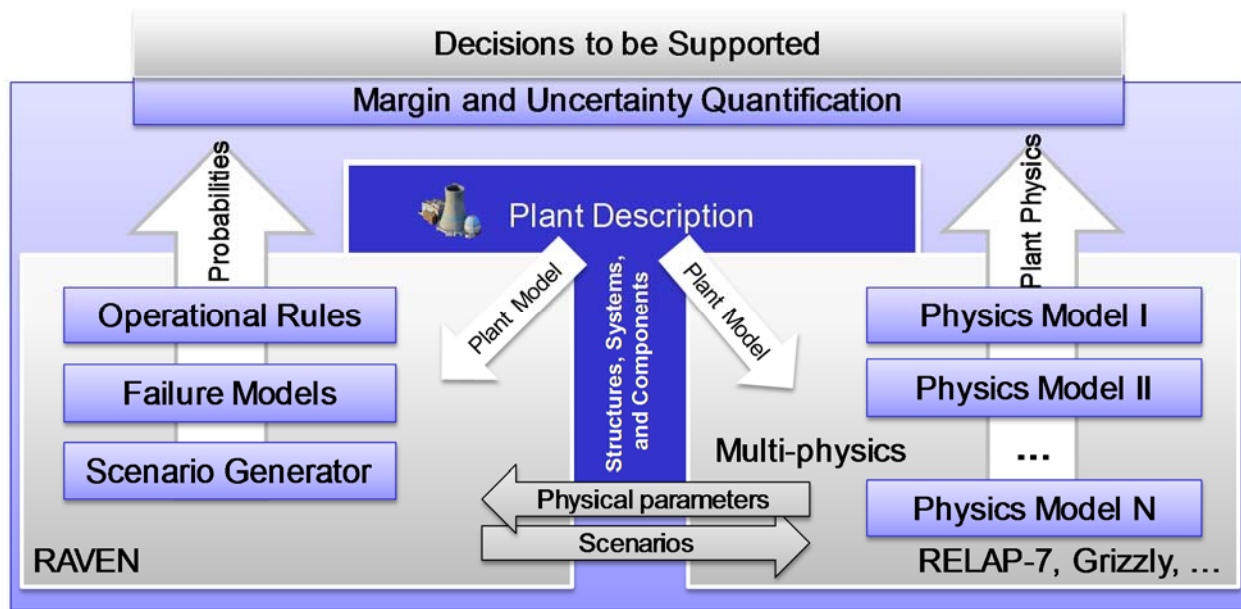 Decisions to be Supported
Margin and Uncertainty Quantification
Probabilities
Plant Description
Plant Physics
Plant Model
Structures, Systems,
and Components
Plant Model
Operational Rules
Failure Models
Scenario Generator
Physics Model I
Physics Model II
Multi-physics
...
Physics Model N
Physical parameters
Scenarios
RAVEN
RELAP-7, Grizzly, ...